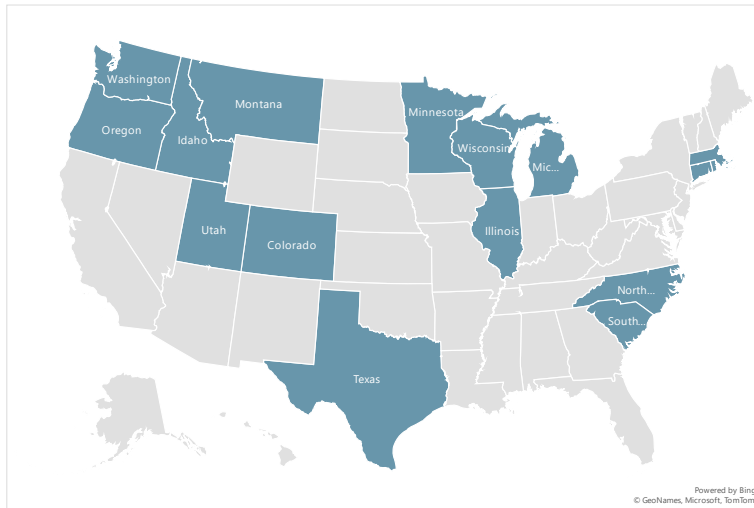 Washington
Montana
Oregon
Idaho
Minnesota
Wisconsin
Mic...
Utah
Colorado
Illinois
North...
South...
Texas
Powered by Bing
© GeoNames, Microsoft, TomTom